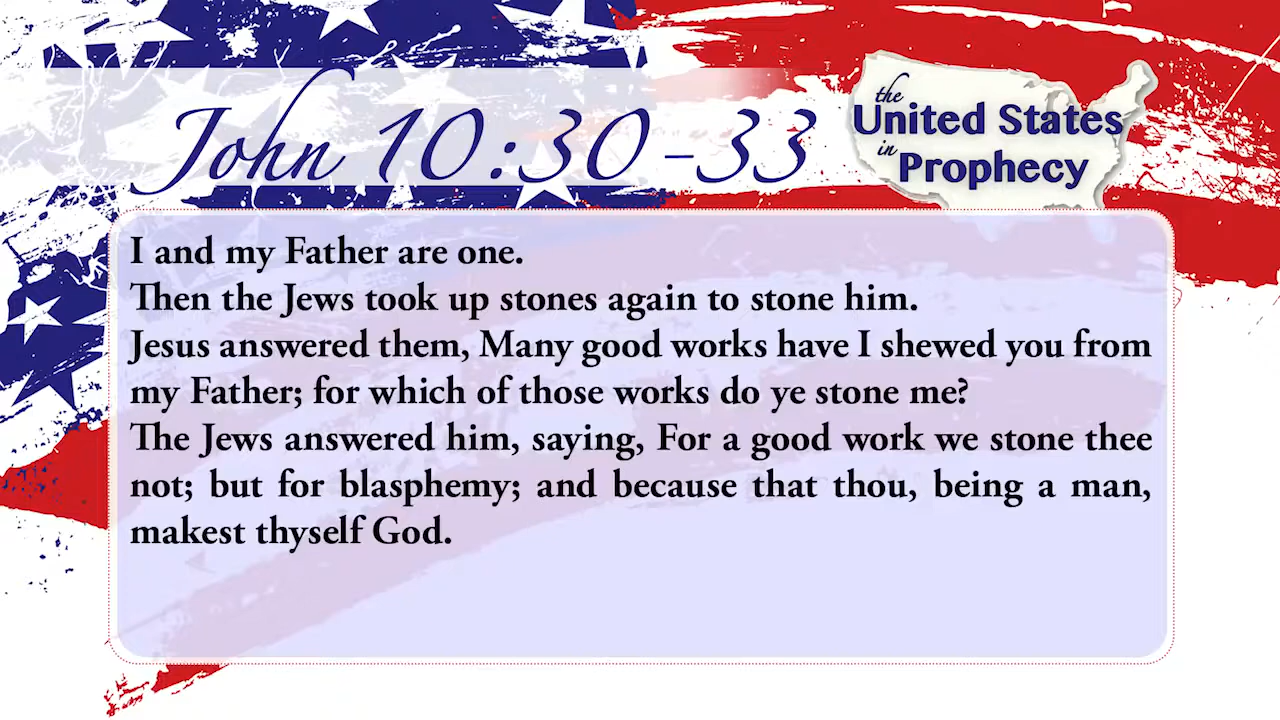 John 10:30-33
the
United States
in
Prophecy
I and my Father are one.
Then the Jews took up stones again to stone him.
Jesus answered them, Many good works have I shewed you from
my Father; for which of those works do ye stone me?
The Jews answered him, saying, For a good work we stone thee
not; but for blasphemy; and because that thou, being a man,
makest thyself God.